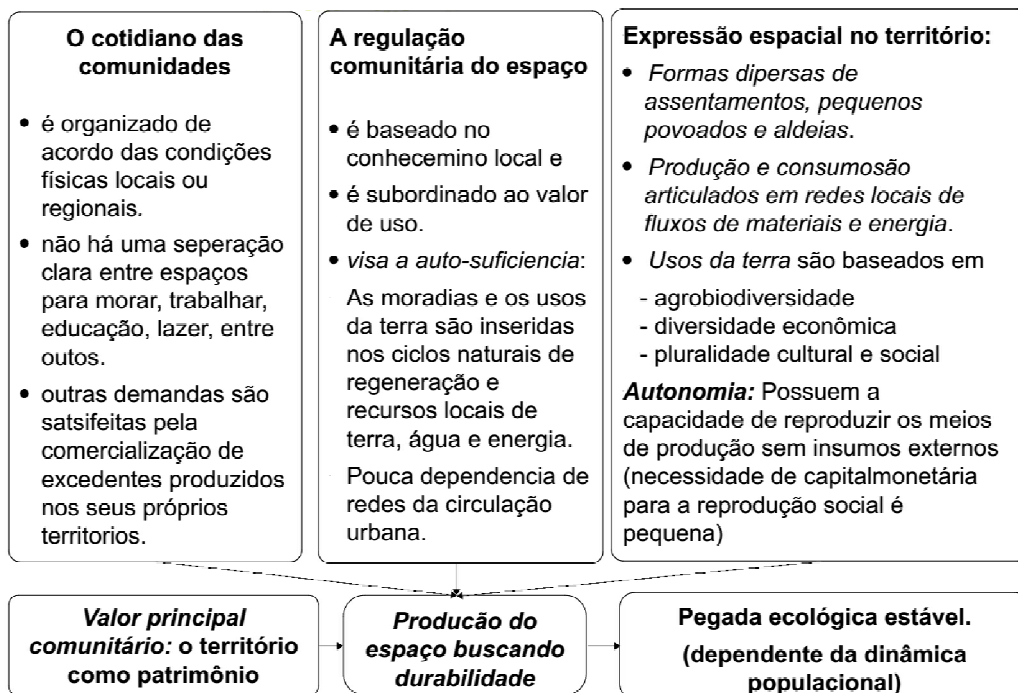 O cotidiano das
comunidades
• é organizado de
acordo das condições
físicas locais ou
regionais.
• não há uma seperação
clara entre espaços
para morar, trabalhar,
educação, lazer, entre
outos.
• outras demandas são
satsifeitas pela
comercialização de
excedentes produzidos
nos seus próprios
territorios.
A regulação
comunitária do espaço
• é baseado no
conhecemino local e
• é subordinado ao valor
de uso.
• visa a auto-suficiencia:
As moradias e os usos
da terra são inseridas
nos ciclos naturais de
regeneração e
recursos locais de
terra, água e energia.
Pouca dependencia de
redes da circulação
urbana.
Expressão espacial no território:
• Formas dipersas de
assentamentos, pequenos
povoados e aldeias.
• Produção e consumosão
articulados em redes locais de
fluxos de materiais e energia.
• Usos da terra são baseados em
- agrobiodiversidade
- diversidade econômica
- pluralidade cultural e social
Autonomia: Possuem a
capacidade de reproduzir os meios
de produção sem insumos externos
(necessidade de capitalmonetária
para a reprodução social é
pequena)
Valor principal
comunitário: o território
como patrimônio
Producão do
espaço buscando
durabilidade
Pegada ecológica estável.
(dependente da dinâmica
populacional)